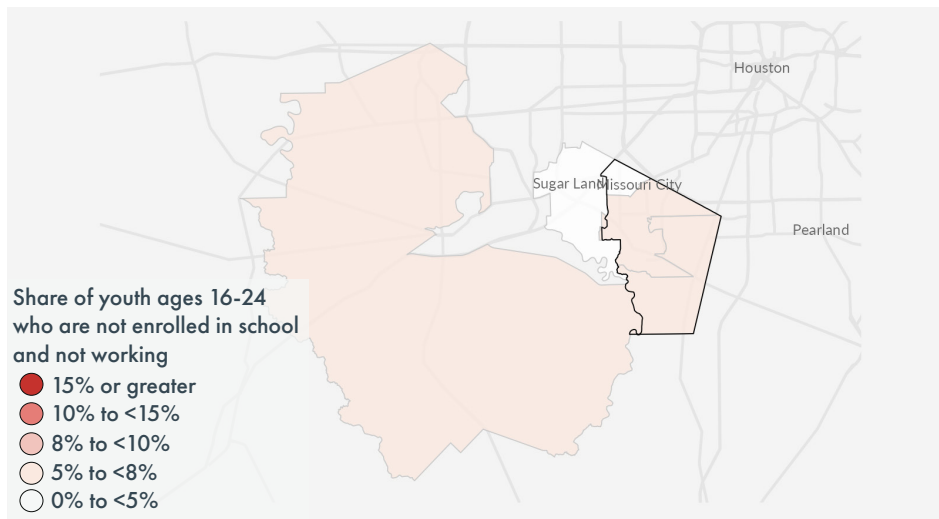 Houston
Sugar Land
Missouri City
Pearland
Share of youth ages 16-24
who are not enrolled in school
and not working
15% or greater
10% to <15%
8% to <10%
5% to <8%
0% to <5%